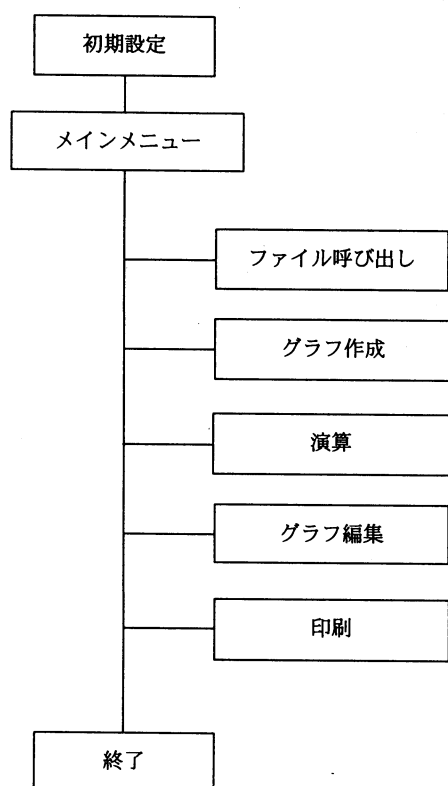 初期設定
メインメニュー
ファイル呼び出し
グラフ作成
演算
グラフ編集
印刷
終了